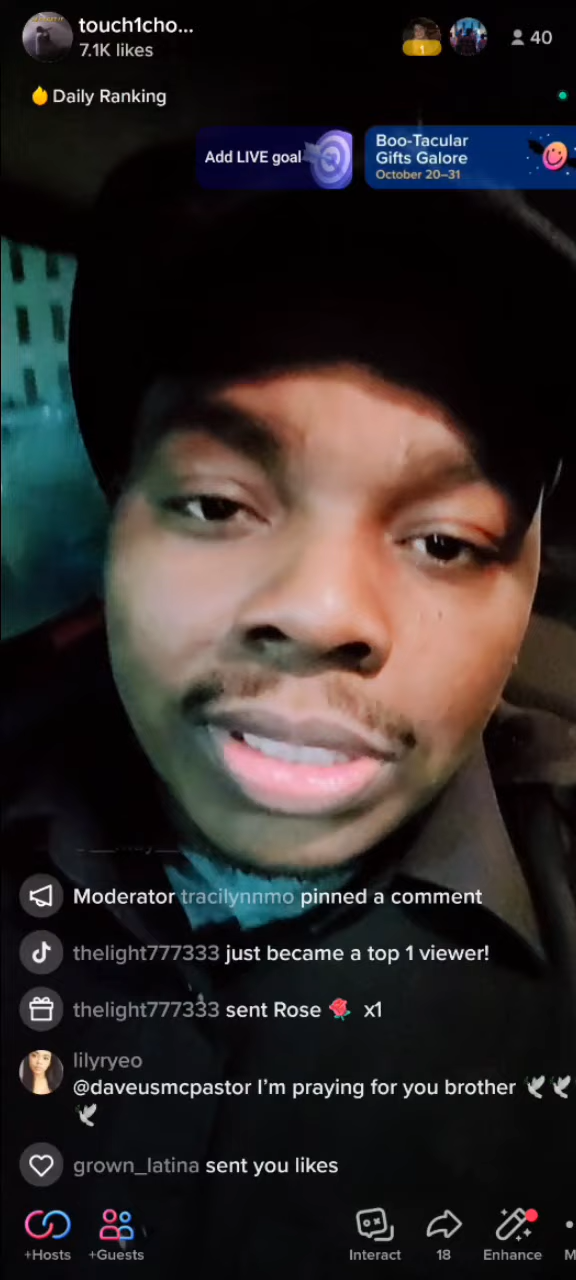 touch1cho...
7.1K likes
1
40
Daily Ranking
Add LIVE goal
Boo-Tacular
Gifts Galore
October 20–31
Moderator tracilynnmo pinned a comment
thelight777333 just became a top 1 viewer!
thelight777333 sent Rose 🌹 x1
lilyryeo
@daveusmcpastor I'm praying for you brother 🕊️ 🕊️
🕊️
grown_latina sent you likes
+Hosts
+Guests
Interact
18
Enhance
M